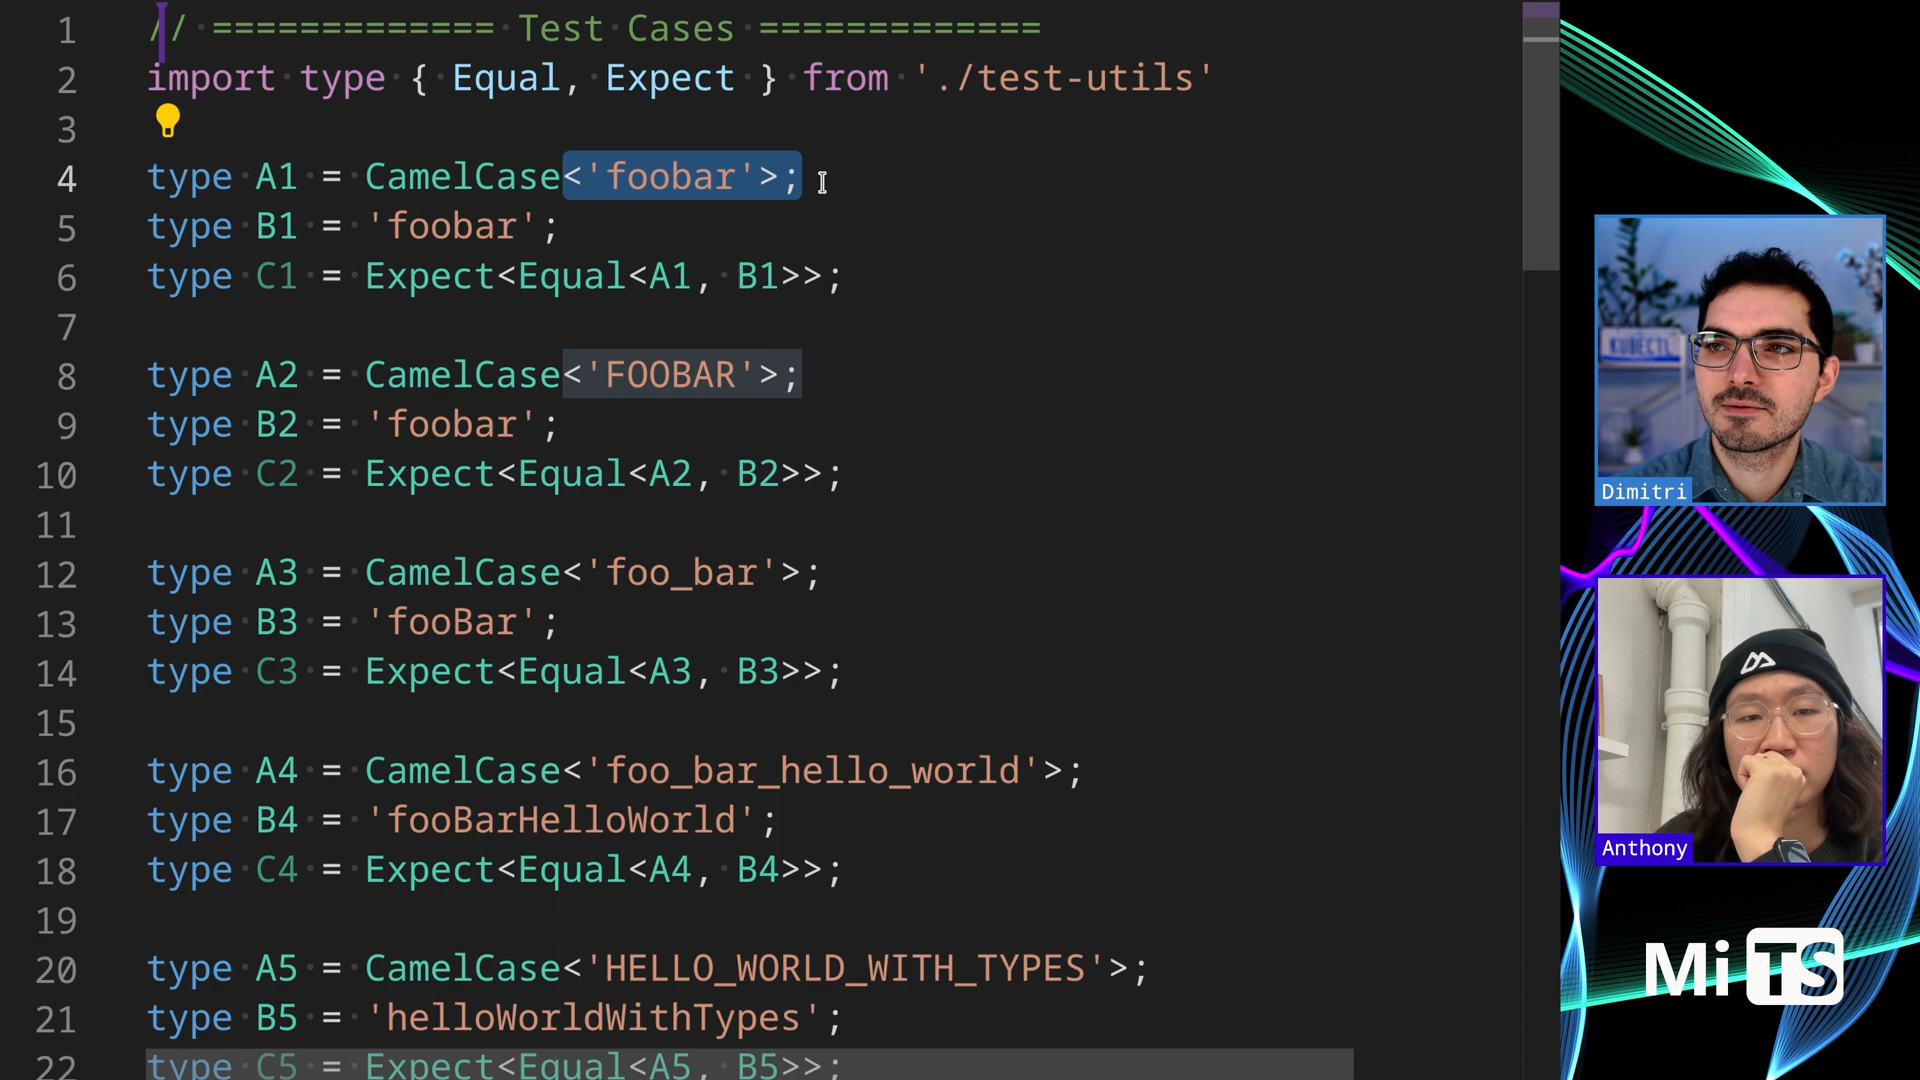 1 // ============= Test Cases =============
2 import type { Equal, Expect } from './test-utils'
3
4 type A1 = CamelCase<'foobar'>;
5 type B1 = 'foobar';
6 type C1 = Expect<Equal<A1, B1>>;
7
8 type A2 = CamelCase<'FOOBAR'>;
9 type B2 = 'foobar';
10 type C2 = Expect<Equal<A2, B2>>;
11
12 type A3 = CamelCase<'foo_bar'>;
13 type B3 = 'fooBar';
14 type C3 = Expect<Equal<A3, B3>>;
15
16 type A4 = CamelCase<'foo_bar_hello_world'>;
17 type B4 = 'fooBarHelloWorld';
18 type C4 = Expect<Equal<A4, B4>>;
19
20 type A5 = CamelCase<'HELLO_WORLD_WITH_TYPES'>;
21 type B5 = 'helloWorldWithTypes';
22 type C5 = Expect<Equal<A5, B5>>;
KUBECTL
Dimitri
Anthony
MiTS